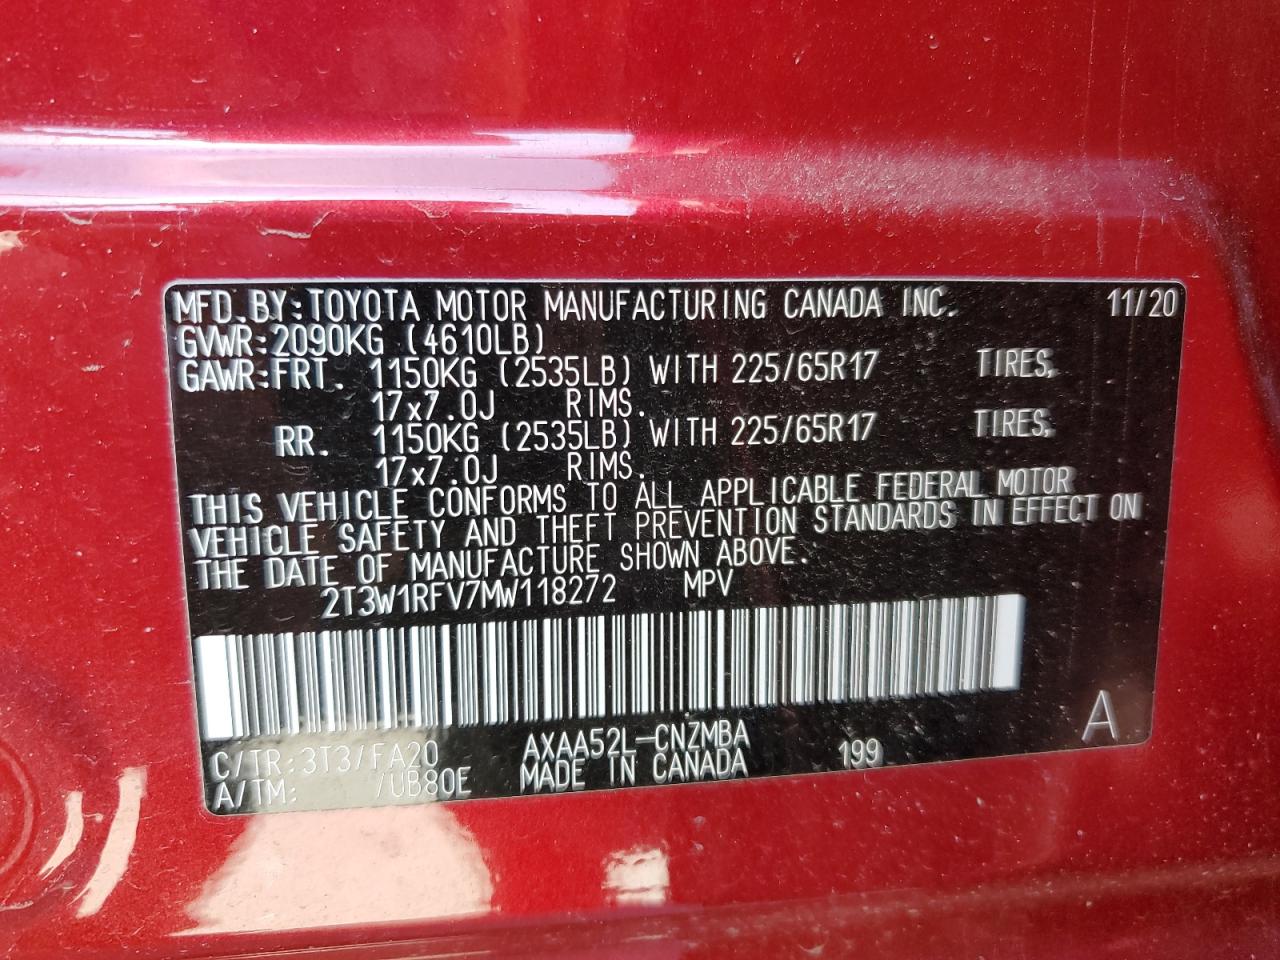 MFD.BY:TOYOTA MOTOR MANUFACTURING CANADA INC. 11/20
GVWR:2090KG (4610LB)
GAWR:FRT. 1150KG (2535LB) WITH 225/65R17 TIRES,
17x7.0J RIMS.
RR. 1150KG (2535LB) WITH 225/65R17 TIRES,
17x7.0J RIMS.
THIS VEHICLE CONFORMS TO ALL APPLICABLE FEDERAL MOTOR
VEHICLE SAFETY AND THEFT PREVENTION STANDARDS IN EFFECT ON
THE DATE OF MANUFACTURE SHOWN ABOVE.
2T3W1RFV7MW118272 MPV
A
C/TR:3T3/FA20 AXAA52L-CNZMBA 199
A/TM: /UB80E MADE IN CANADA